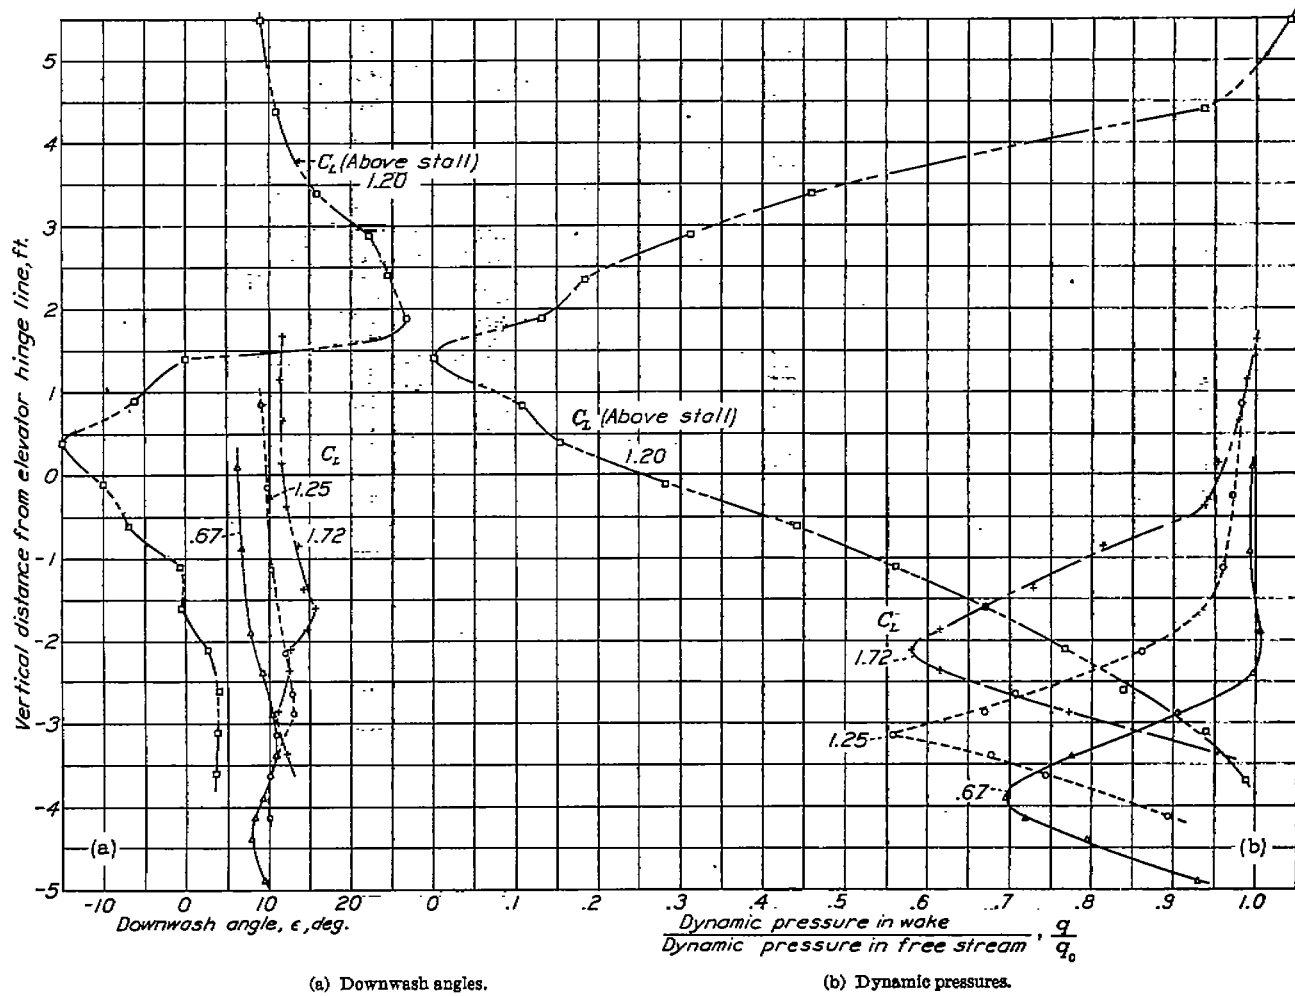 Vertical distance from elevator hinge line, ft.
5
4
3
2
1
0
-1
-2
-3
-4
-5
C_L (Above stall)
1.20
C_L
1.25
.67
1.72
(a)
-10 0 10 20
Downwash angle, ε, deg.
C_L (Above stall)
1.20
C_L
1.72
1.25
.67
(b)
0 .1 .2 .3 .4 .5 .6 .7 .8 .9 1.0
Dynamic pressure in wake
Dynamic pressure in free stream, q/q₀
(a) Downwash angles.
(b) Dynamic pressures.